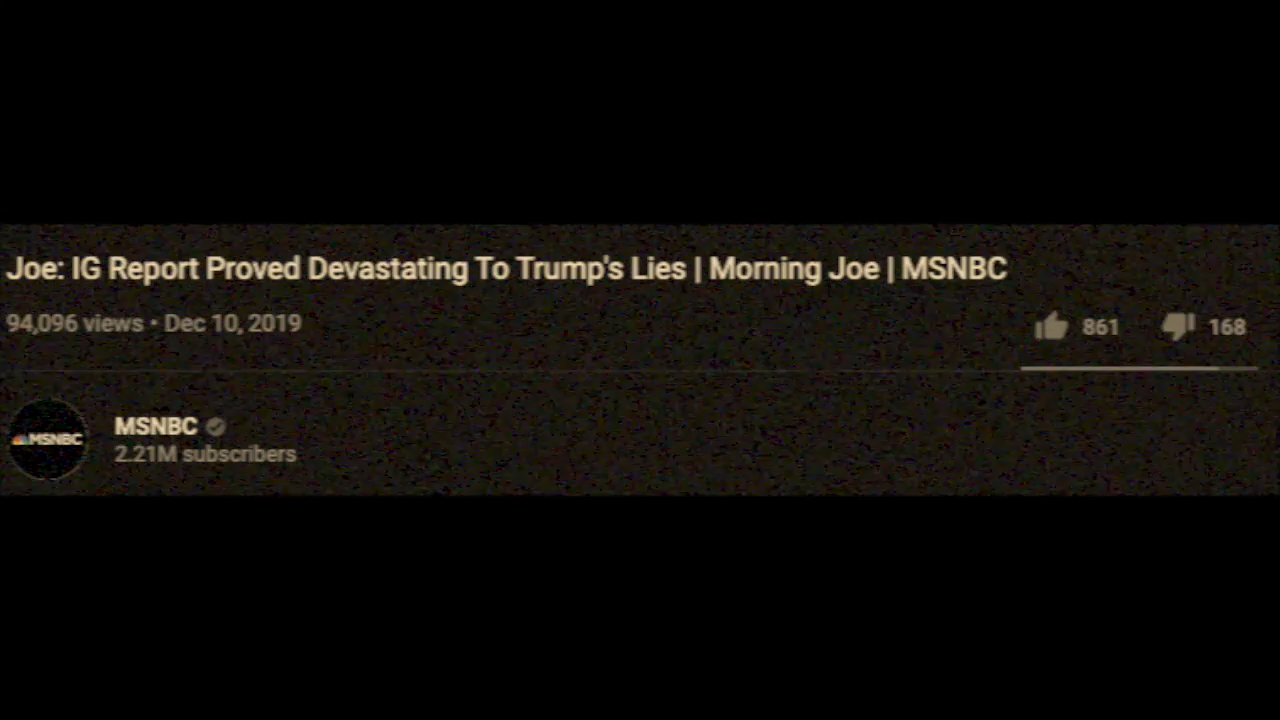 Joe: IG Report Proved Devastating To Trump's Lies | Morning Joe | MSNBC
94,096 views • Dec 10, 2019
861 168
MSNBC
MSNBC
2.21M subscribers